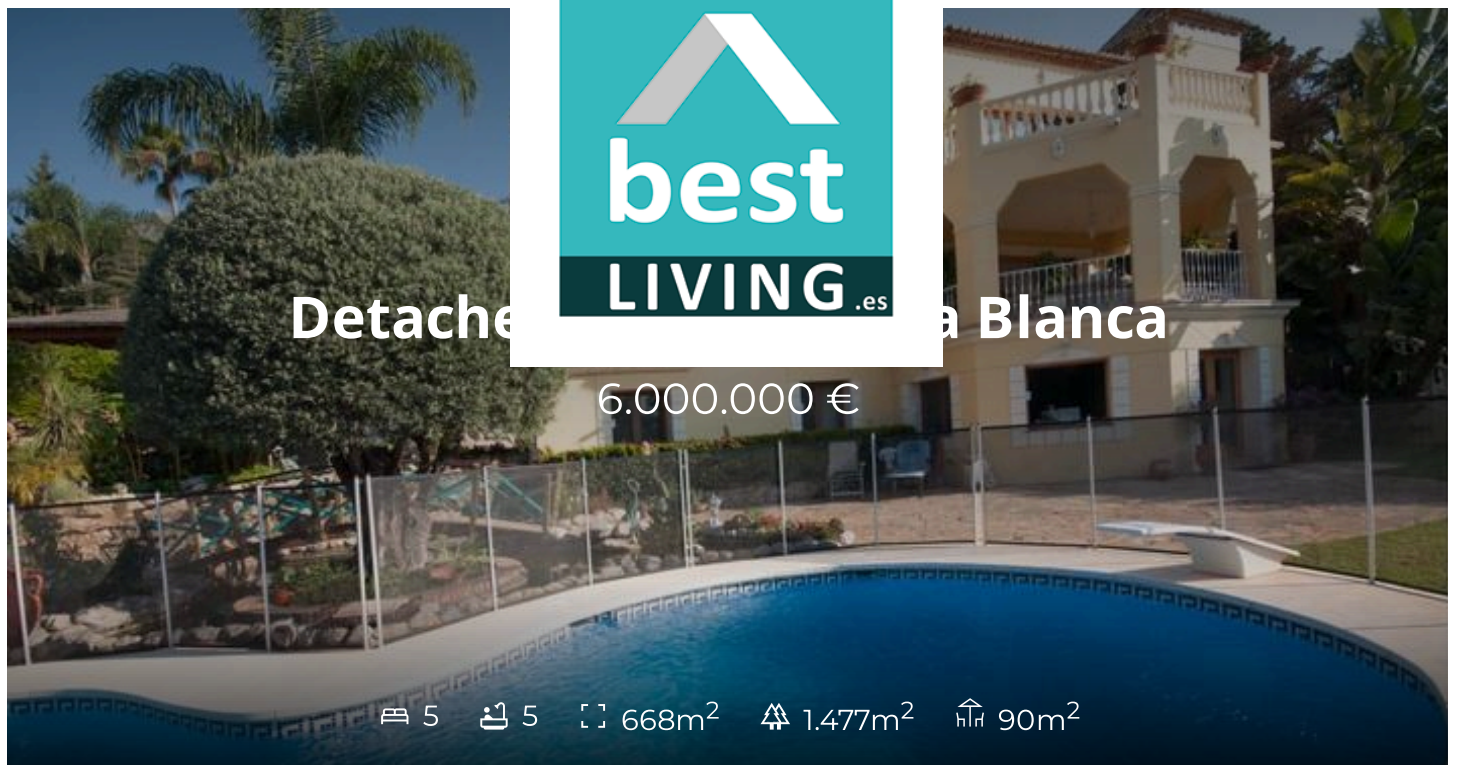 best
LIVING.es
Detache a Blanca
6.000.000 €
5 5 668m² 1.477m² 90m²